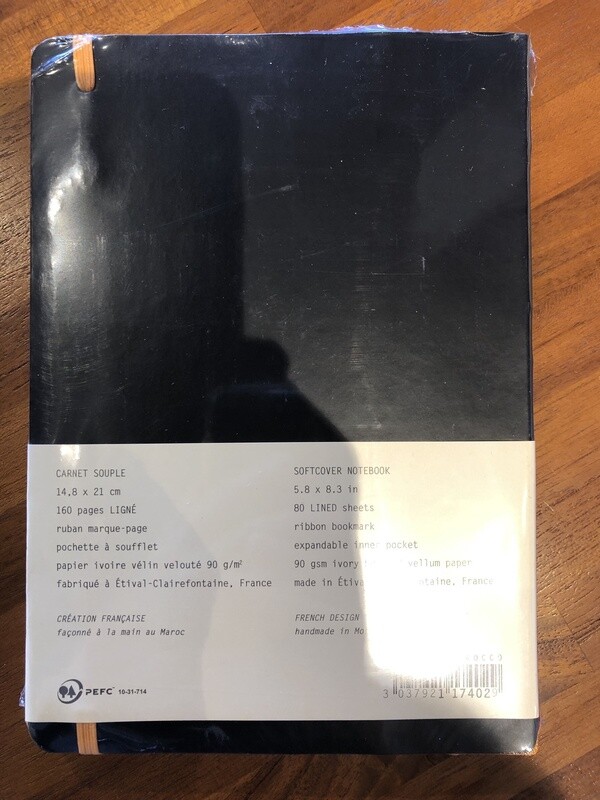 CARNET SOUPLE
14,8 x 21 cm
160 pages LIGNÉ
ruban marque-page
pochette à soufflet
papier ivoire vélin velouté 90 g/m²
fabriqué à Étival-Clairefontaine, France
CRÉATION FRANÇAISE
façonné à la main au Maroc
PEFC™ 10-31-714
SOFTCOVER NOTEBOOK
5.8 x 8.3 in
80 LINED sheets
ribbon bookmark
expandable inner pocket
90 gsm ivory vellum paper
made in France
FRENCH DESIGN
handmade in
3 037921 174029